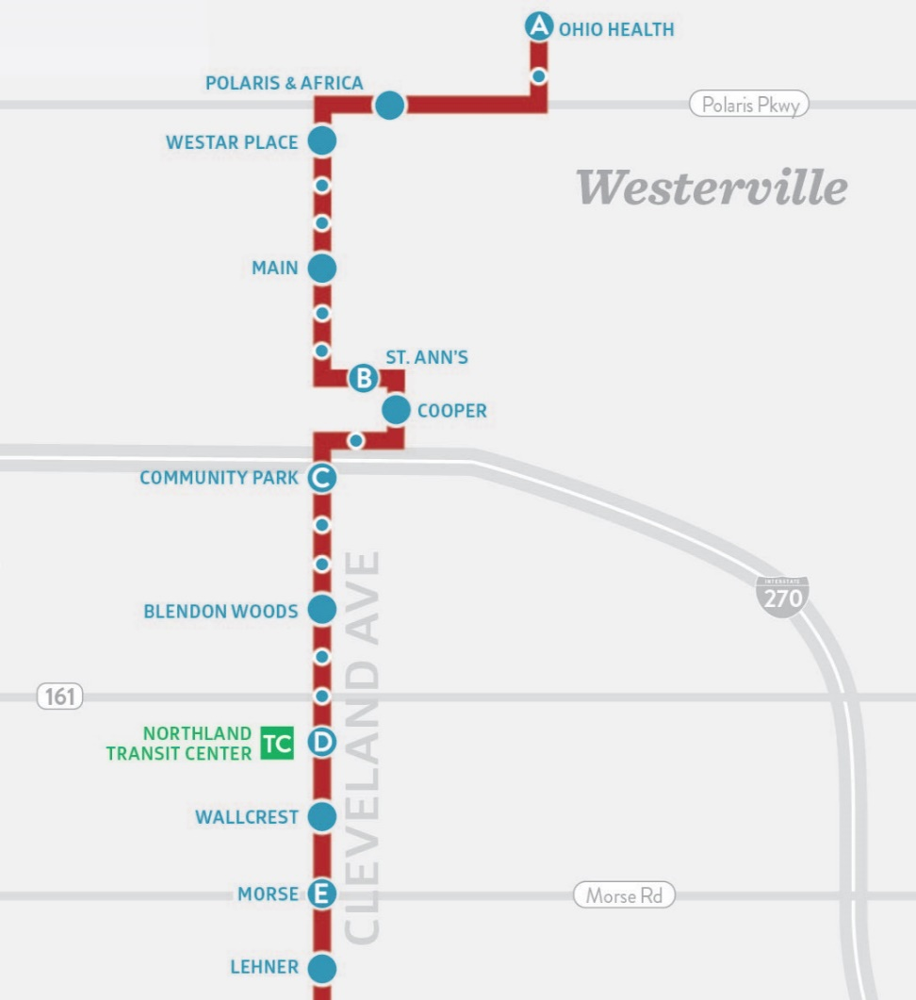 A OHIO HEALTH
POLARIS & AFRICA
Polaris Pkwy
WESTAR PLACE
Westerville
MAIN
ST. ANN'S
B
COOPER
COMMUNITY PARK C
CLEVELAND AVE
INTERSTATE
270
BLENDON WOODS
161
NORTHLAND
TRANSIT CENTER
TC
D
WALLCREST
MORSE E
Morse Rd
LEHNER